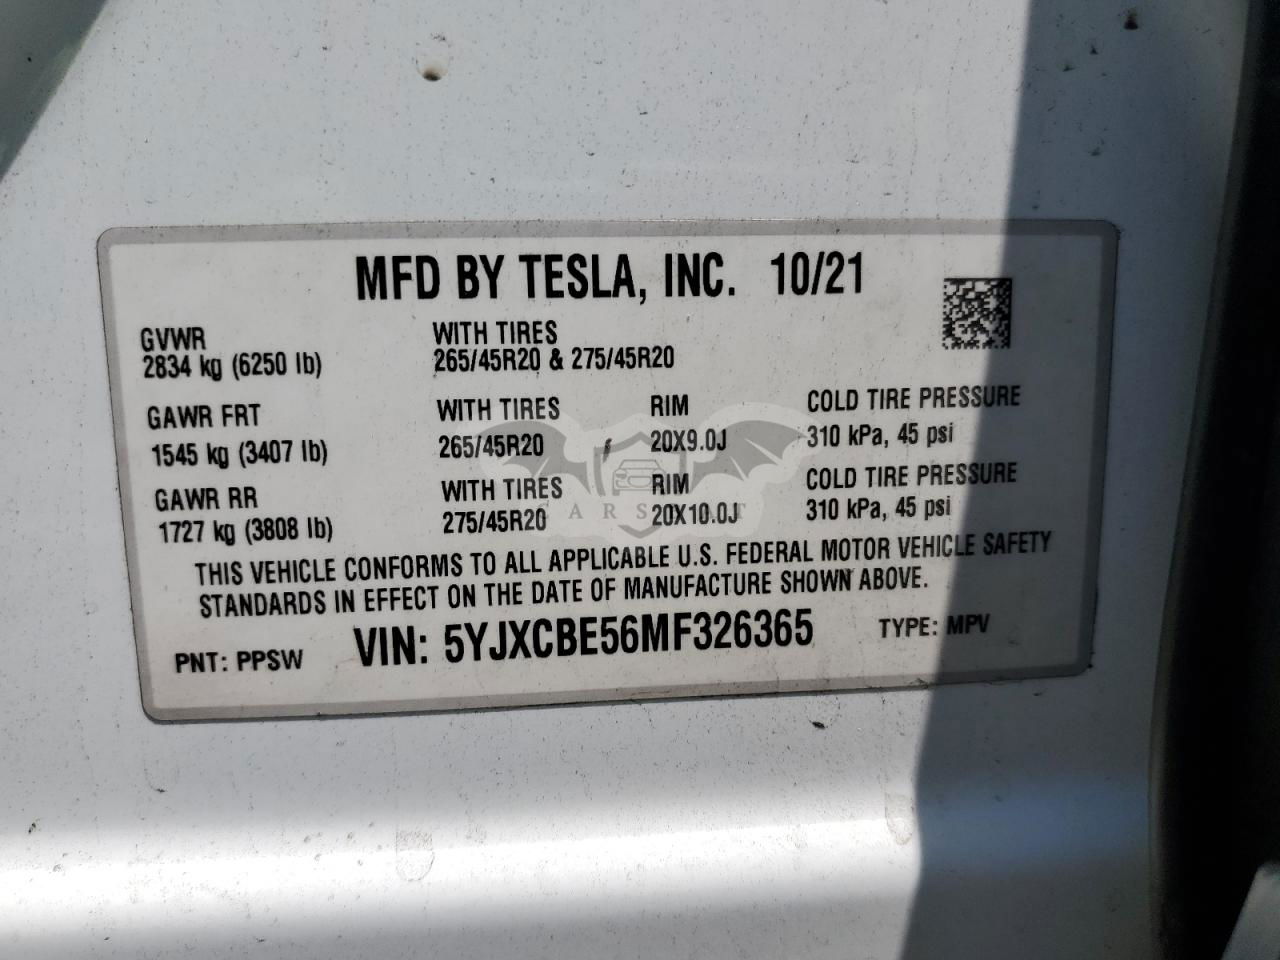 MFD BY TESLA, INC. 10/21
GVWR
2834 kg (6250 lb)
WITH TIRES
265/45R20 & 275/45R20
GAWR FRT
1545 kg (3407 lb)
WITH TIRES
265/45R20
RIM
20X9.0J
COLD TIRE PRESSURE
310 kPa, 45 psi
GAWR RR
1727 kg (3808 lb)
WITH TIRES
275/45R20
RIM
20X10.0J
COLD TIRE PRESSURE
310 kPa, 45 psi
THIS VEHICLE CONFORMS TO ALL APPLICABLE U.S. FEDERAL MOTOR VEHICLE SAFETY
STANDARDS IN EFFECT ON THE DATE OF MANUFACTURE SHOWN ABOVE.
PNT: PPSW
VIN: 5YJXCBE56MF326365
TYPE: MPV